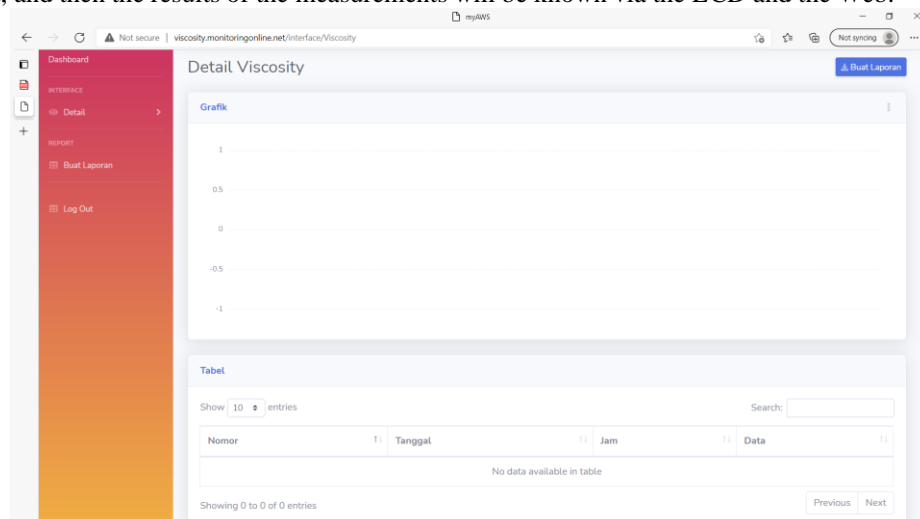 , and then the results of the measurements will be known via the LCD and the Web.
myAWS
Not secure | viscosity.monitoringonline.net/interface/Viscosity
Not syncing
Dashboard
Detail Viscosity
Buat Laporan
INTERFACE
Detail
Grafik
REPORT
Buat Laporan
Log Out
1
0.5
0
-0.5
-1
Tabel
Show 10 entries
Search:
Nomor Tanggal Jam Data
No data available in table
Showing 0 to 0 of 0 entries
Previous Next